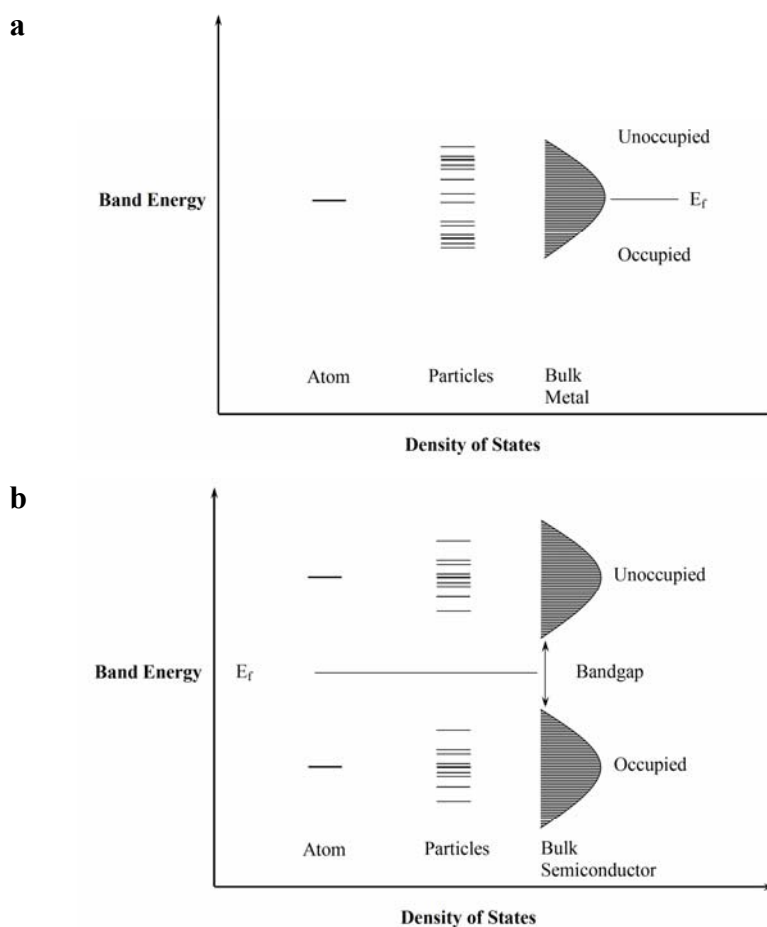 a
Unoccupied
Band Energy
E_f
Occupied
Atom
Particles
Bulk
Metal
Density of States
b
Unoccupied
Band Energy
E_f
Bandgap
Occupied
Atom
Particles
Bulk
Semiconductor
Density of States